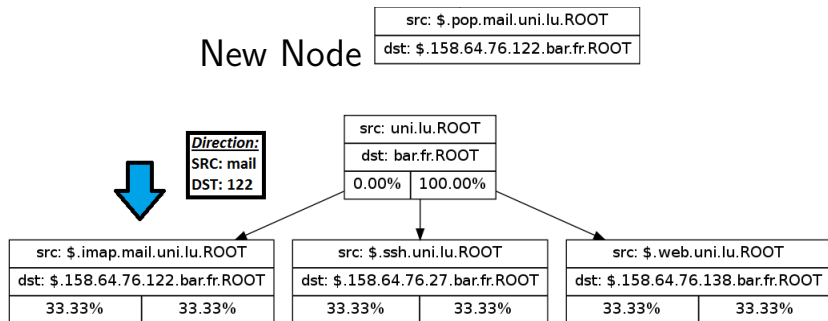 src: $.pop.mail.uni.lu.ROOT
New Node
dst: $.158.64.76.122.bar.fr.ROOT
Direction:
SRC: mail
DST: 122
src: uni.lu.ROOT
dst: bar.fr.ROOT
0.00% 100.00%
src: $.imap.mail.uni.lu.ROOT
dst: $.158.64.76.122.bar.fr.ROOT
33.33% 33.33%
src: $.ssh.uni.lu.ROOT
dst: $.158.64.76.27.bar.fr.ROOT
33.33% 33.33%
src: $.web.uni.lu.ROOT
dst: $.158.64.76.138.bar.fr.ROOT
33.33% 33.33%